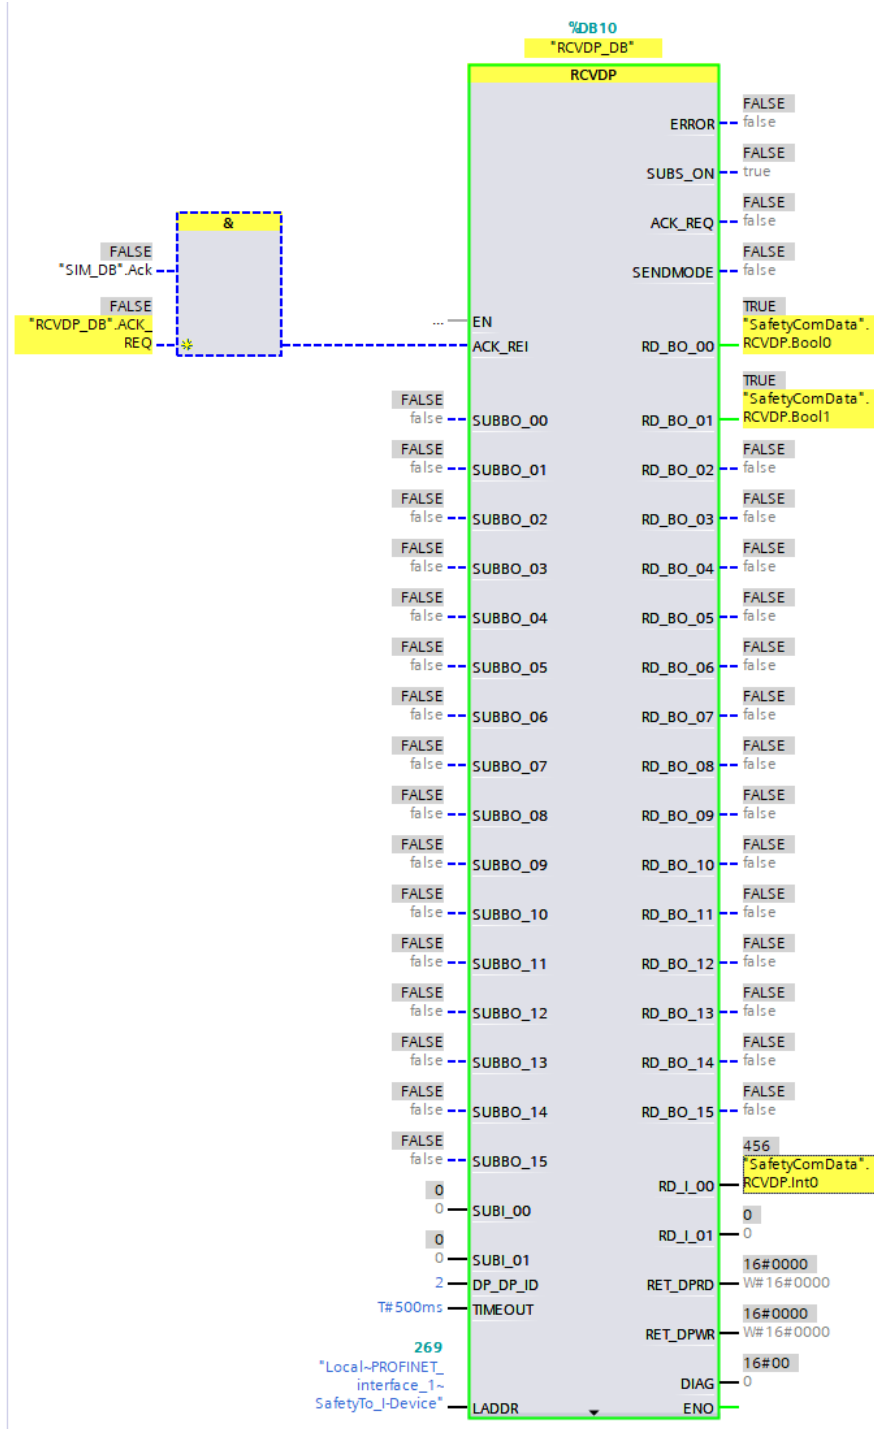 %DB10
"RCVDP_DB"
RCVDP
FALSE
ERROR
false
FALSE
SUBS_ON
true
FALSE
&
ACK_REQ
false
FALSE
"SIM_DB".Ack
FALSE
SENDMODE
false
FALSE
"RCVDP_DB".ACK_
REQ
...
EN
ACK_REI
TRUE
"SafetyComData".
RD_BO_00
RCVDP.Bool0
TRUE
"SafetyComData".
RD_BO_01
RCVDP.Bool1
FALSE
false
SUBBO_00
FALSE
false
SUBBO_01
FALSE
RD_BO_02
false
FALSE
false
SUBBO_02
FALSE
RD_BO_03
false
FALSE
false
SUBBO_03
FALSE
RD_BO_04
false
FALSE
false
SUBBO_04
FALSE
RD_BO_05
false
FALSE
false
SUBBO_05
FALSE
RD_BO_06
false
FALSE
false
SUBBO_06
FALSE
RD_BO_07
false
FALSE
false
SUBBO_07
FALSE
RD_BO_08
false
FALSE
false
SUBBO_08
FALSE
RD_BO_09
false
FALSE
false
SUBBO_09
FALSE
RD_BO_10
false
FALSE
false
SUBBO_10
FALSE
RD_BO_11
false
FALSE
false
SUBBO_11
FALSE
RD_BO_12
false
FALSE
false
SUBBO_12
FALSE
RD_BO_13
false
FALSE
false
SUBBO_13
FALSE
RD_BO_14
false
FALSE
false
SUBBO_14
FALSE
RD_BO_15
false
FALSE
false
SUBBO_15
456
"SafetyComData".
RD_I_00
RCVDP.Int0
0
0
SUBI_00
0
RD_I_01
0
0
0
SUBI_01
2
DP_DP_ID
16#0000
RET_DPRD
W#16#0000
T#500ms
TIMEOUT
16#0000
RET_DPWR
W#16#0000
269
"Local~PROFINET_
interface_1~
SafetyTo_I-Device"
LADDR
16#00
DIAG
0
ENO